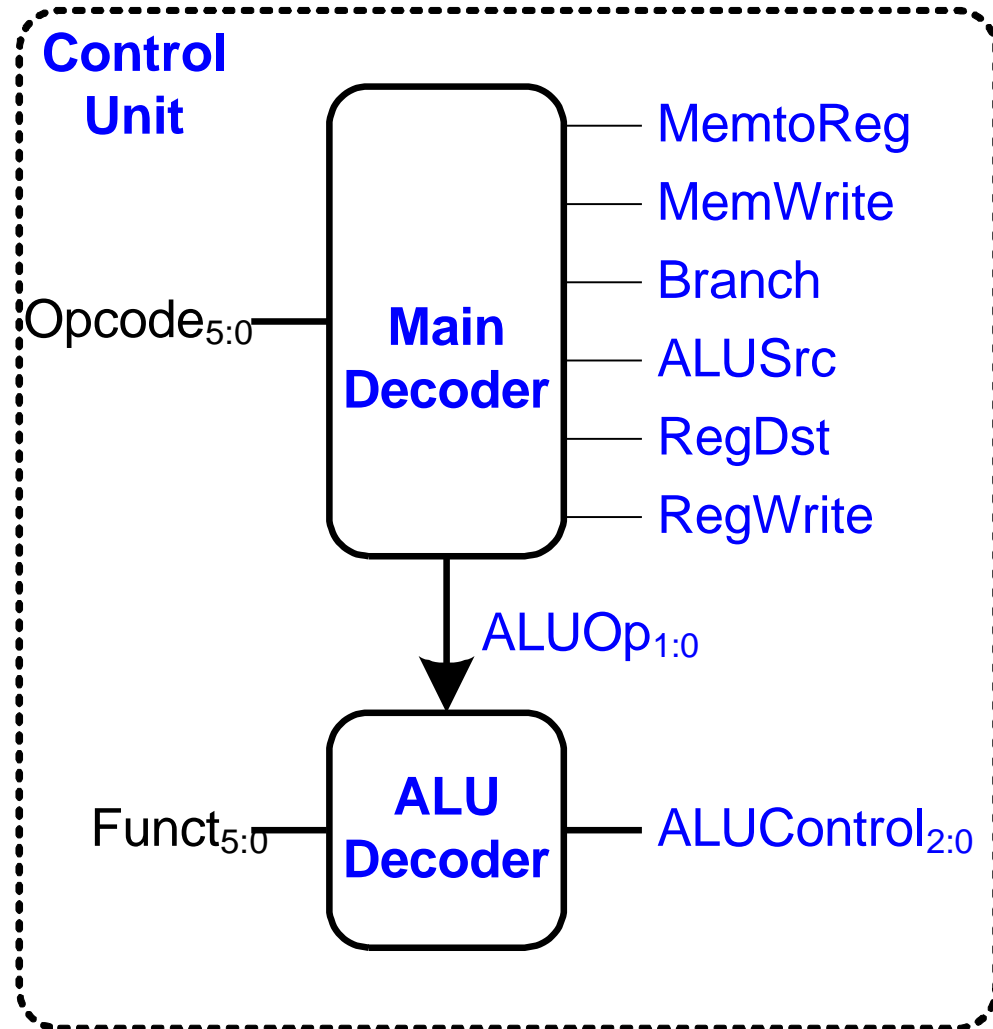 Control
Unit
MemtoReg
MemWrite
Branch
Opcode5:0
Main
Decoder
ALUSrc
RegDst
RegWrite
ALUOp1:0
ALU
Decoder
Funct5:0
ALUControl2:0